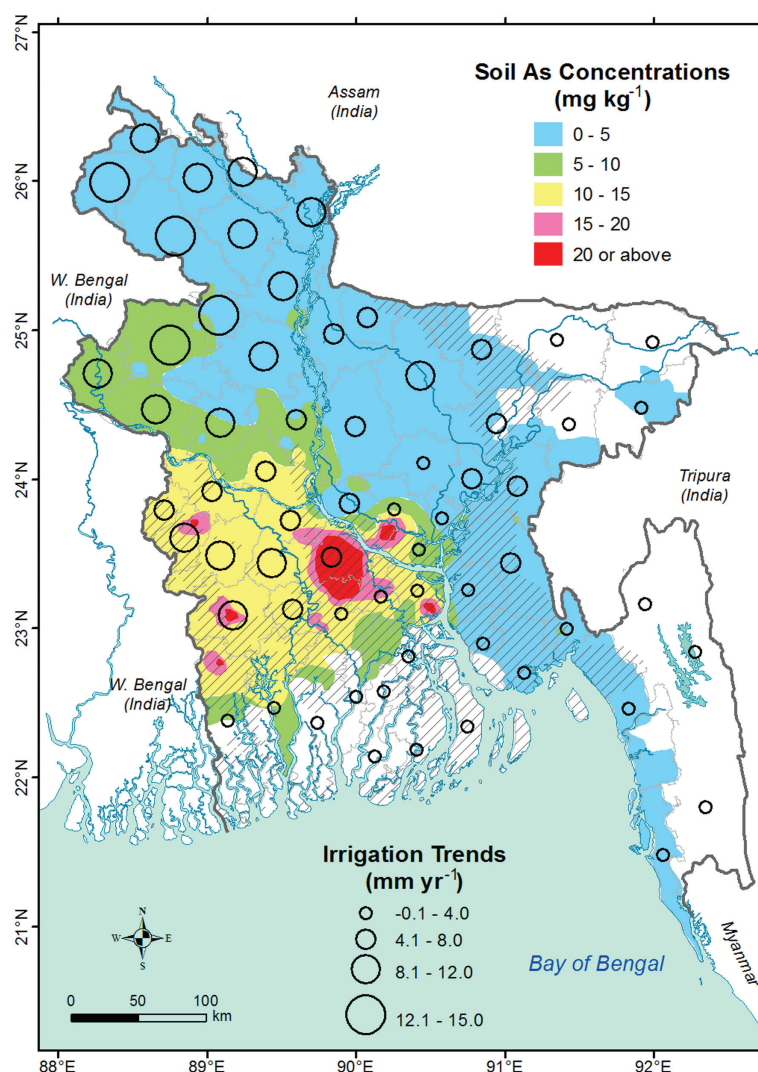 Soil As Concentrations
(mg kg⁻¹)
0 - 5
5 - 10
10 - 15
15 - 20
20 or above
Assam
(India)
W. Bengal
(India)
Tripura
(India)
W. Bengal
(India)
Myanmar
Bay of Bengal
Irrigation Trends
(mm yr⁻¹)
-0.1 - 4.0
4.1 - 8.0
8.1 - 12.0
12.1 - 15.0
N
W E
S
0 50 100
km
27°N
26°N
25°N
24°N
23°N
22°N
21°N
88°E 89°E 90°E 91°E 92°E